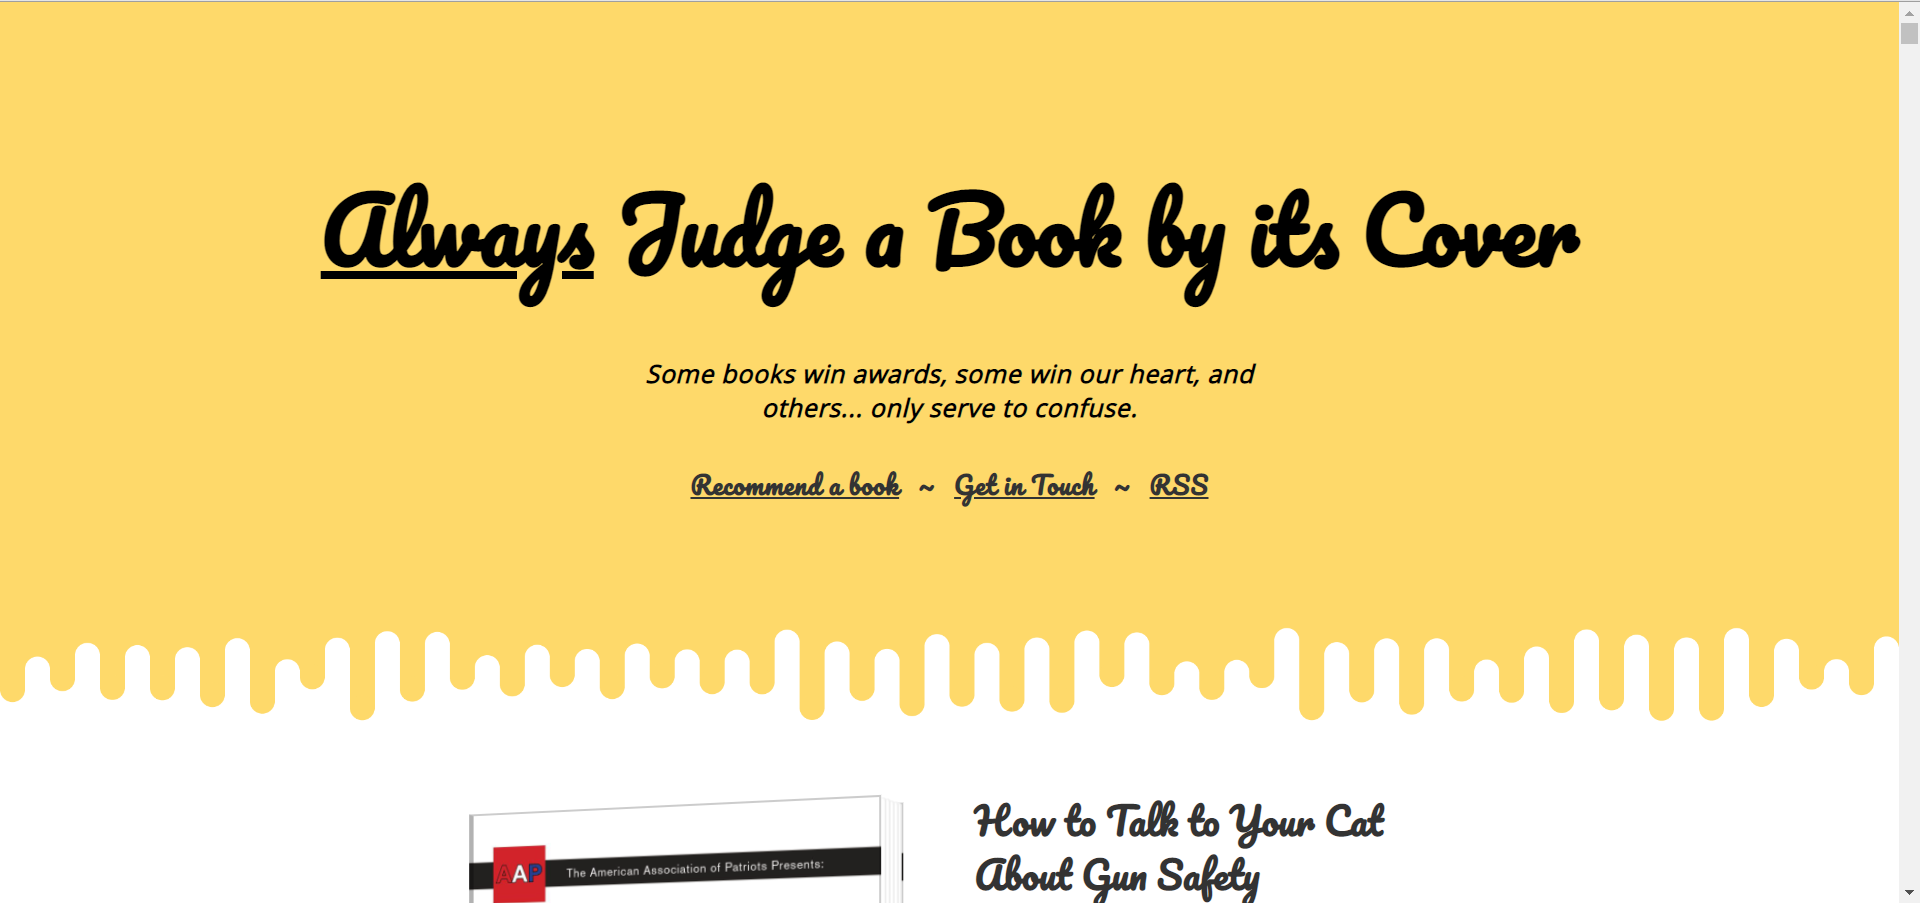 Always Judge a Book by its Cover
Some books win awards, some win our heart, and
others... only serve to confuse.
Recommend a book ~ Get in Touch ~ RSS
How to Talk to Your Cat
About Gun Safety
AAP
The American Association of Patriots Presents: